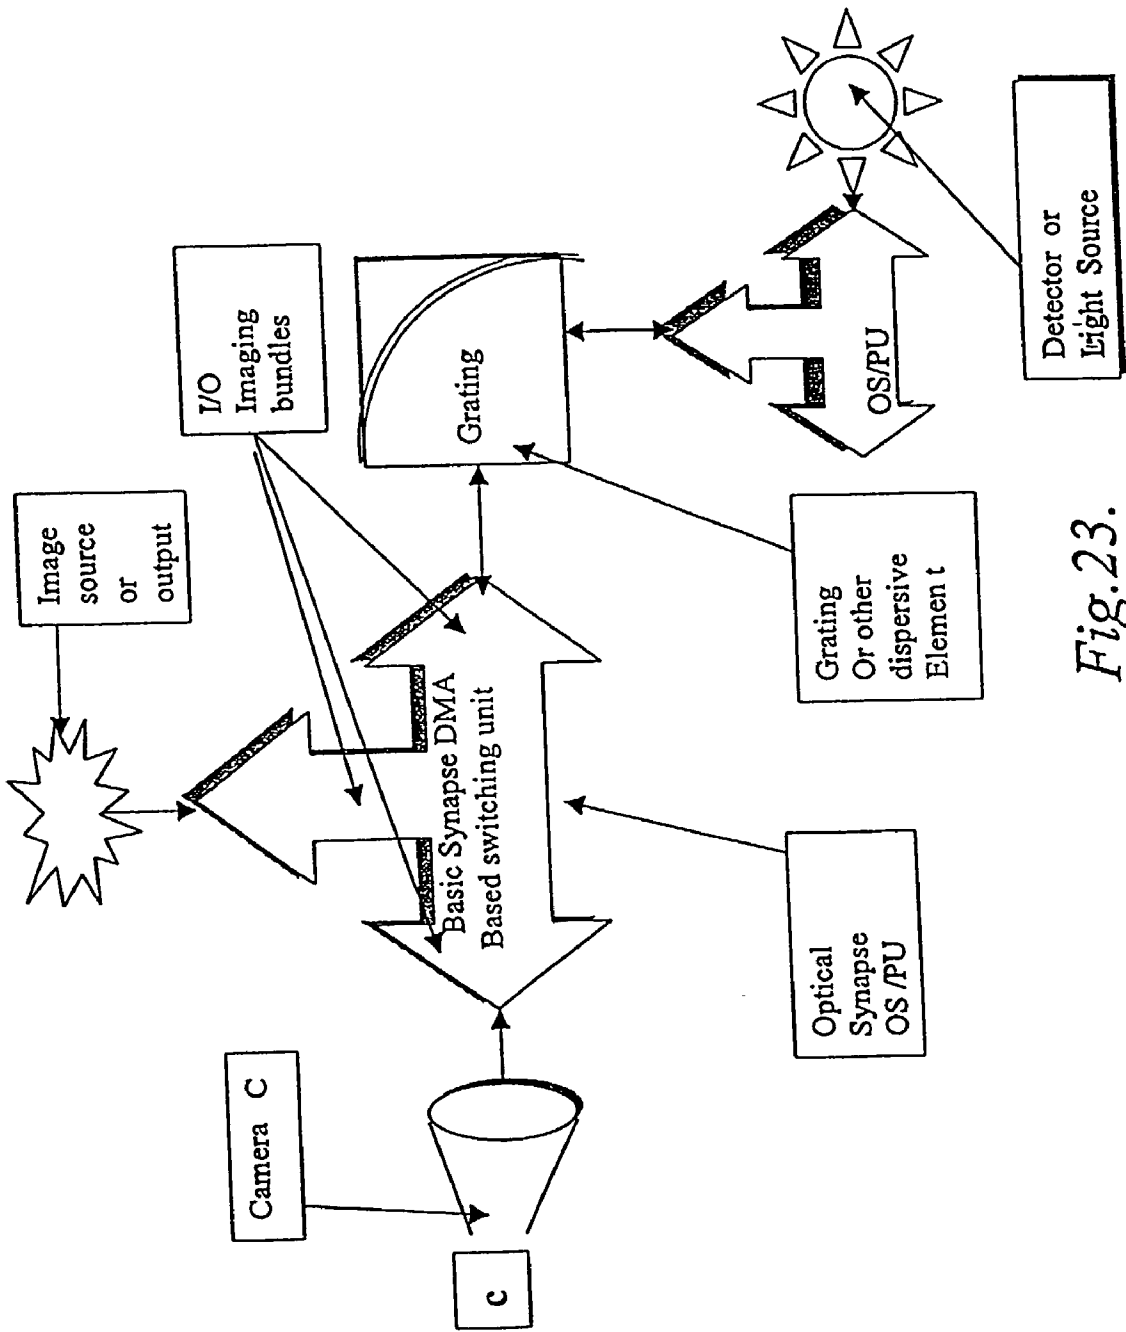 Image
source
or
output
I/O
Imaging
bundles
Camera C
c
Basic Synapse DMA
Based switching unit
Grating
OS/PU
Optical
Synapse
OS /PU
Grating
Or other
dispersive
Element
Detector or
Light Source
Fig.23.